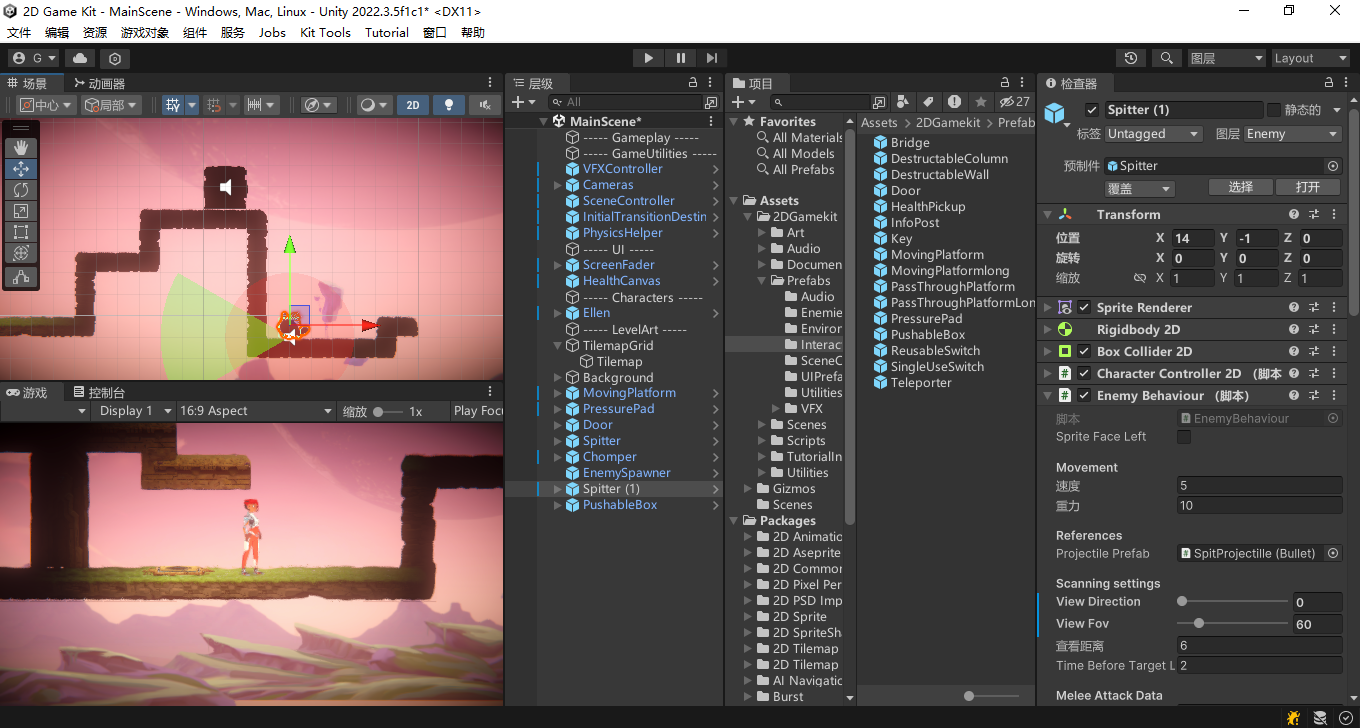 2D Game Kit - MainScene - Windows, Mac, Linux - Unity 2022.3.5f1c1* <DX11>
文件 编辑 资源 游戏对象 组件 服务 Jobs Kit Tools Tutorial 窗口 帮助
G
图层
Layout
场景 动画器
中心 局部 2D
层级
All
MainScene*
----- Gameplay -----
----- GameUtilities -----
VFXController
Cameras
SceneController
InitialTransitionDestin
PhysicsHelper
----- UI -----
ScreenFader
HealthCanvas
----- Characters -----
Ellen
----- LevelArt -----
TilemapGrid
Tilemap
Background
MovingPlatform
PressurePad
Door
Spitter
Chomper
EnemySpawner
Spitter (1)
PushableBox
游戏 控制台
Display 1 16:9 Aspect 缩放 1x Play Focu
项目
27
Favorites
All Materials
All Models
All Prefabs
Assets
2DGamekit
Art
Audio
Documen
Prefabs
Audio
Enemie
Enviror
Interac
SceneC
UIPrefa
Utilities
VFX
Scenes
Scripts
TutorialIn
Utilities
Gizmos
Scenes
Packages
2D Animatio
2D Aseprite
2D Common
2D Pixel Per
2D PSD Imp
2D Sprite
2D SpriteSha
2D Tilemap
2D Tilemap
AI Navigatio
Burst
Assets > 2DGamekit > Prefab
Bridge
DestructableColumn
DestructableWall
Door
HealthPickup
InfoPost
Key
MovingPlatform
MovingPlatformlong
PassThroughPlatform
PassThroughPlatformLon
PressurePad
PushableBox
ReusableSwitch
SingleUseSwitch
Teleporter
检查器
Spitter (1) 静态的
标签 Untagged 图层 Enemy
预制件 Spitter
覆盖 选择 打开
Transform
位置 X 14 Y -1 Z 0
旋转 X 0 Y 0 Z 0
缩放 X 1 Y 1 Z 1
Sprite Renderer
Rigidbody 2D
Box Collider 2D
Character Controller 2D （脚本
Enemy Behaviour （脚本）
脚本 EnemyBehaviour
Sprite Face Left
Movement
速度 5
重力 10
References
Projectile Prefab SpitProjectille (Bullet)
Scanning settings
View Direction 0
View Fov 60
查看距离 6
Time Before Target L 2
Melee Attack Data